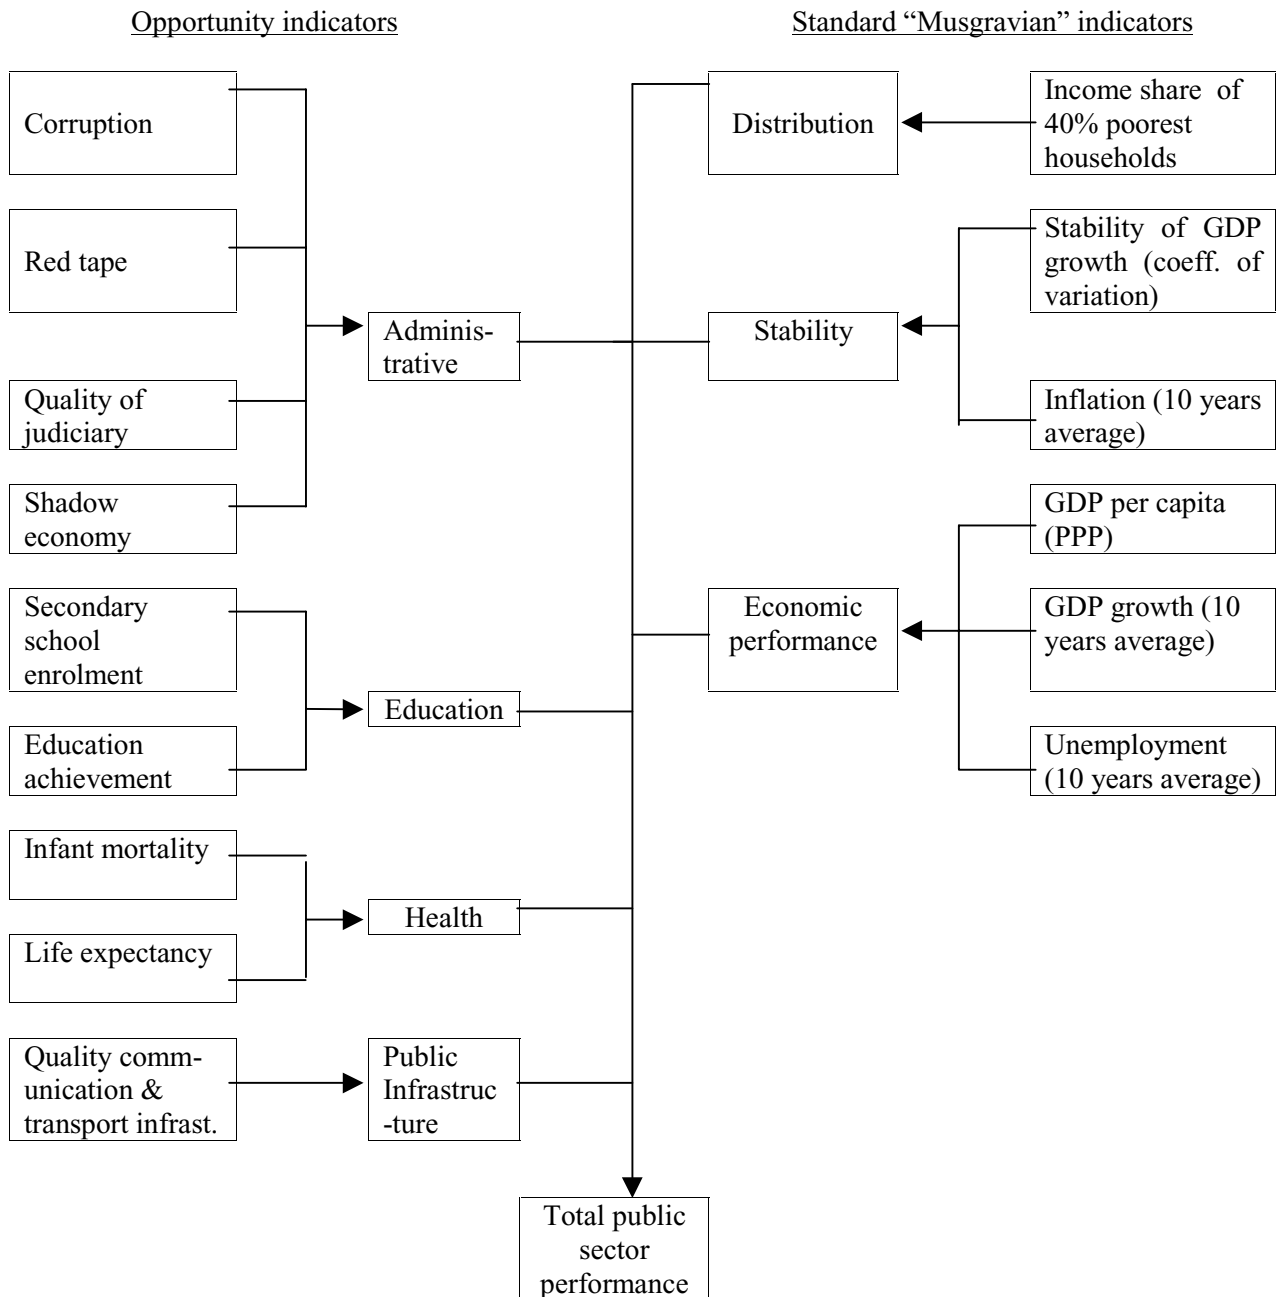 Opportunity indicators
Standard “Musgravian” indicators
Corruption
Red tape
Quality of
judiciary
Shadow
economy
Secondary
school
enrolment
Education
achievement
Infant mortality
Life expectancy
Quality comm-
unication &
transport infrast.
Adminis-
trative
Education
Health
Public
Infrastruc
-ture
Distribution
Stability
Economic
performance
Income share of
40% poorest
households
Stability of GDP
growth (coeff. of
variation)
Inflation (10 years
average)
GDP per capita
(PPP)
GDP growth (10
years average)
Unemployment
(10 years average)
Total public
sector
performance